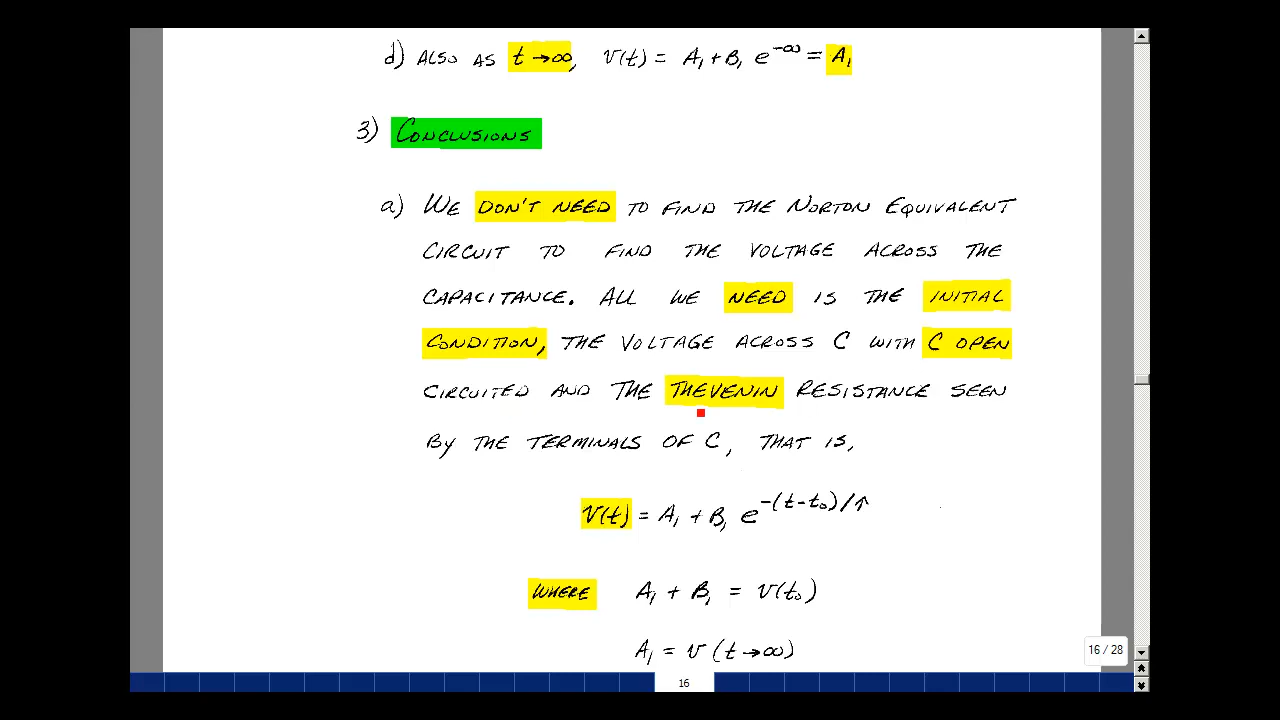 d) ALSO AS t→∞, v(t) = A₁ + B₁ e^-∞ = A₁
3) CONCLUSIONS
a) WE DON'T NEED TO FIND THE NORTON EQUIVALENT
CIRCUIT TO FIND THE VOLTAGE ACROSS THE
CAPACITANCE. ALL WE NEED IS THE INITIAL
CONDITION, THE VOLTAGE ACROSS C WITH C OPEN
CIRCUITED AND THE THEVENIN RESISTANCE SEEN
BY THE TERMINALS OF C, THAT IS,
v(t) = A₁ + B₁ e^-(t-t₀)/↑
WHERE A₁ + B₁ = v(t₀)
A₁ = v(t→∞)
16 / 28
16